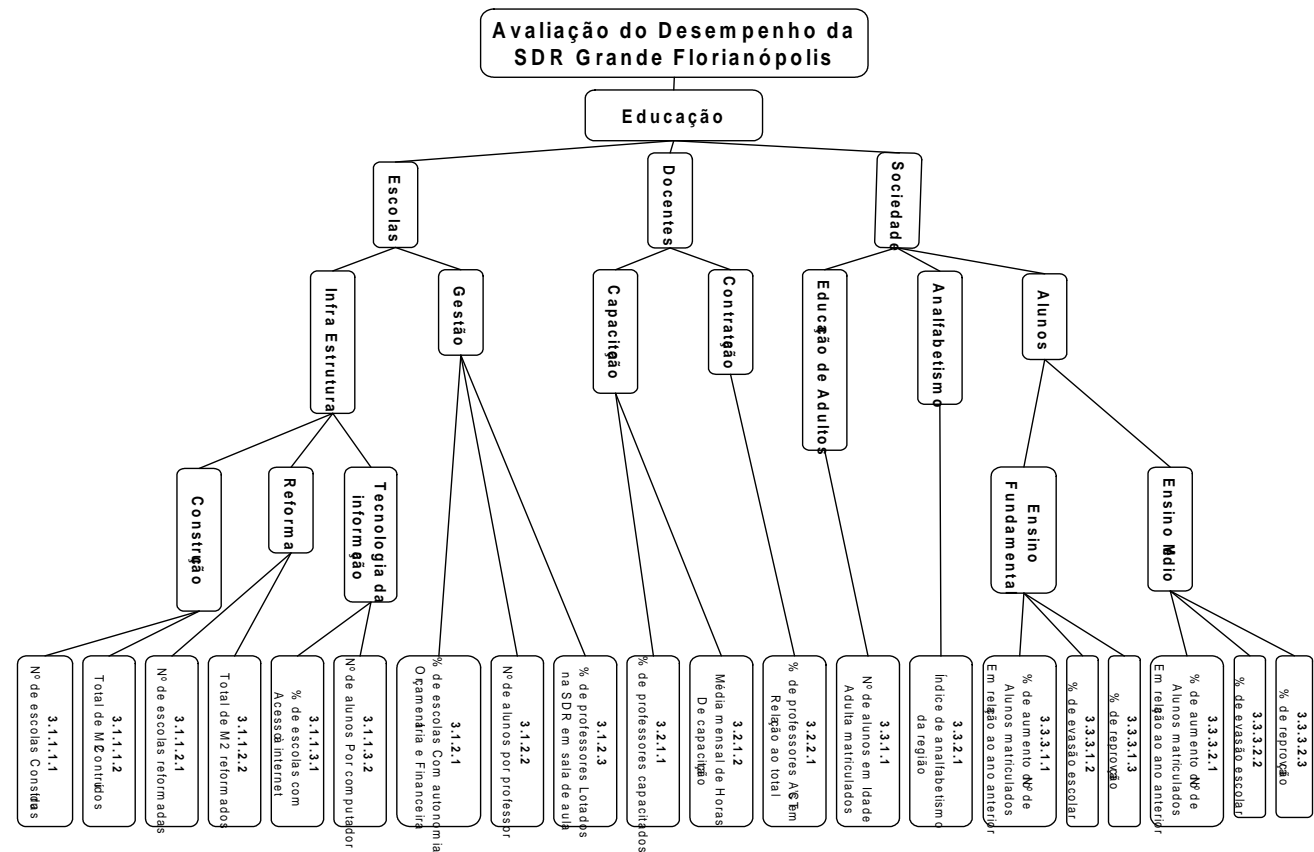 Avaliação do Desempenho da
SDR Grande Florianópolis
Educação
Escolas
Docentes
Sociedade
Infra Estrutura
Gestão
Capacitação
Contratação
Educação de Adultos
Analfabetismo
Alunos
Construção
Reforma
Tecnologia da
informação
Ensino
Fundamental
Ensino Médio
3.1.1.1.1
Nº de escolas Construídas
3.1.1.1.2
Total de M2 Contruídos
3.1.1.2.1
Nº de escolas reformadas
3.1.1.2.2
Total de M2 reformados
3.1.1.3.1
% de escolas com
Acesso à internet
3.1.1.3.2
Nº de alunos Por computador
3.1.2.1
% de escolas Com autonomia
Orçamentária e Financeira
3.1.2.2
Nº de alunos por professor
3.1.2.3
% de professores Lotados
na SDR em sala de aula
3.2.1.1
% de professores capacitados
3.2.1.2
Média mensal de Horas
De capacitação
3.2.2.1
% de professores ACT em
Relação ao total
3.3.1.1
Nº de alunos em Idade
Adulta matriculados
3.3.2.1
Índice de analfabetismo
da região
3.3.3.1.1
% de aumento do Nº de
Alunos matriculados
Em relação ao ano anterior
3.3.3.1.2
% de evasão escolar
3.3.3.1.3
% de reprovação
3.3.3.2.1
% de aumento do Nº de
Alunos matriculados
Em relação ao ano anterior
3.3.3.2.2
% de evasão escolar
3.3.3.2.3
% de reprovação